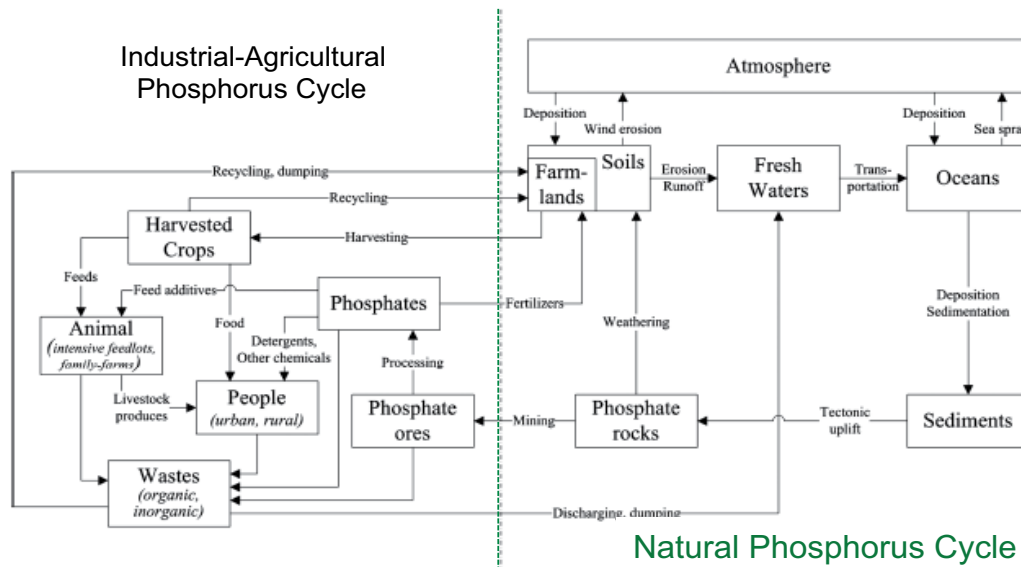 Industrial-Agricultural
Phosphorus Cycle
Atmosphere
Deposition
Wind erosion
Deposition
Sea spra
Recycling, dumping
Farm-
lands
Soils
Erosion
Runoff
Fresh
Waters
Trans-
portation
Oceans
Recycling
Harvested
Crops
Harvesting
Feeds
Feed additives
Phosphates
Fertilizers
Weathering
Deposition
Sedimentation
Animal
(intensive feedlots,
family-farms)
Food
Detergents,
Other chemicals
Processing
Livestock
produces
People
(urban, rural)
Phosphate
ores
Mining
Phosphate
rocks
Tectonic
uplift
Sediments
Wastes
(organic,
inorganic)
Discharging, dumping
Natural Phosphorus Cycle